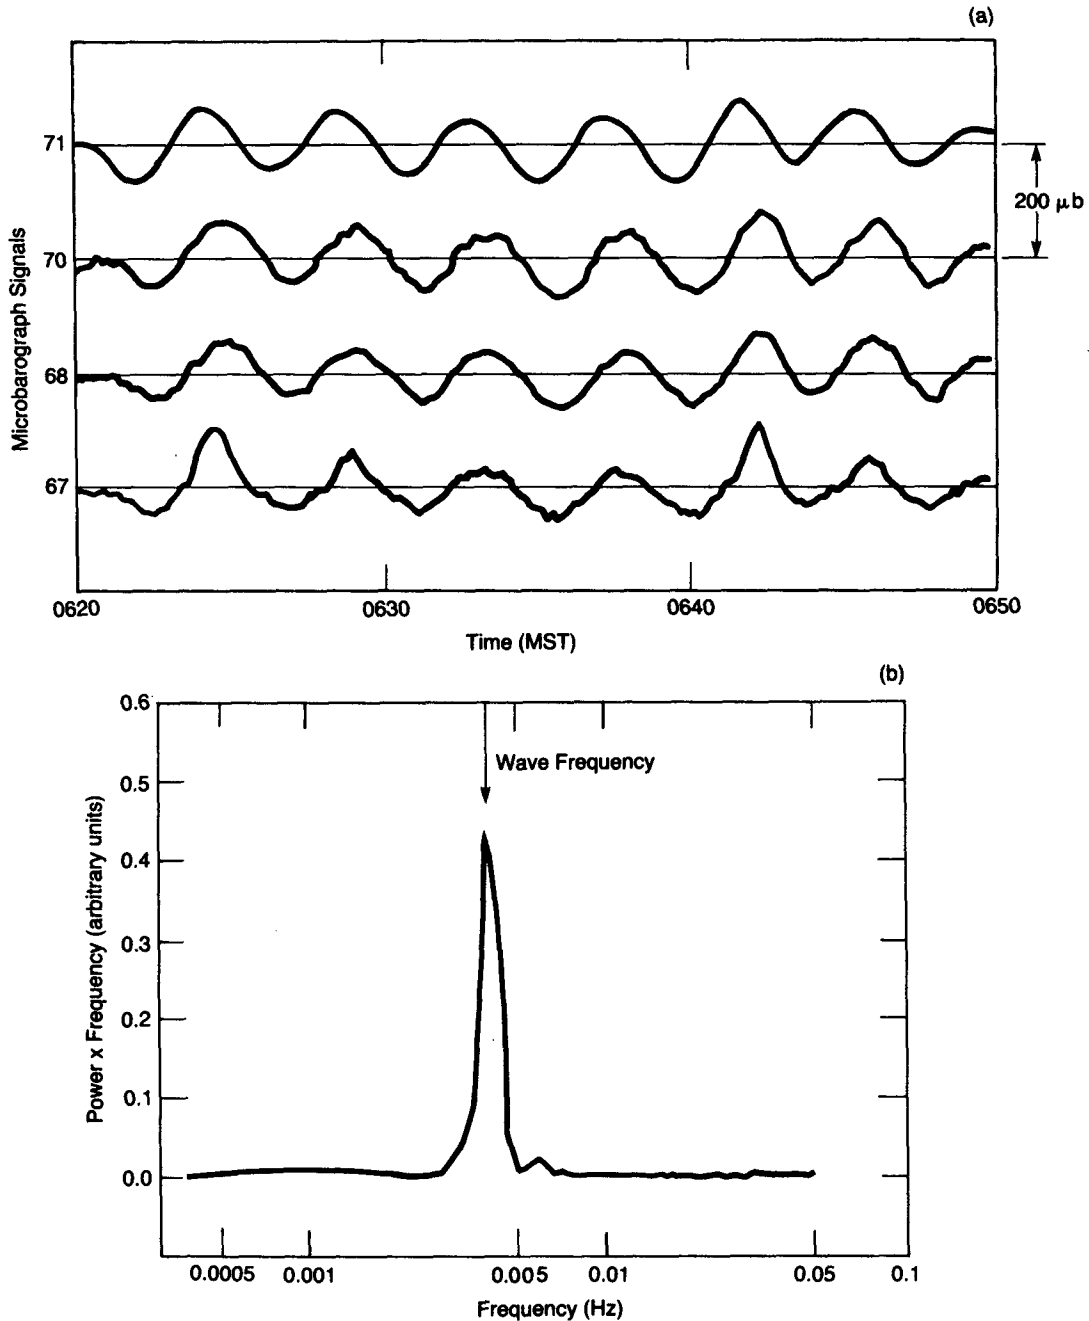 (a)
71
70
68
67
200 μb
Microbarograph Signals
0620
0630
0640
0650
Time (MST)
(b)
0.6
0.5
0.4
0.3
0.2
0.1
0.0
Power x Frequency (arbitrary units)
Wave Frequency
0.0005
0.001
0.005
0.01
0.05
0.1
Frequency (Hz)